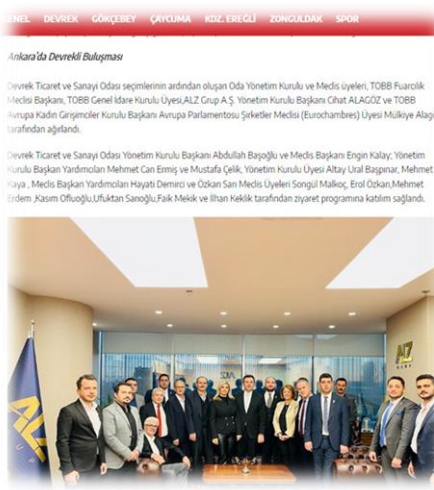 ENEL DEVREK GÖKÇEBEY ÇAYCUMA KDZ. EREĞLİ ZONGULDAK SPOR
Ankara'da Devrekli Buluşması
Devrek Ticaret ve Sanayi Odası seçimlerinin ardından oluşan Oda Yönetim Kurulu ve Meclis üyeleri, TOBB Fuarcılık
Meclisi Başkanı, TOBB Genel İdare Kurulu Üyesi,ALZ Grup A.Ş. Yönetim Kurulu Başkanı Cihat ALAGÖZ ve TOBB
Avrupa Kadın Girişimciler Kurulu Başkanı Avrupa Parlamentosu Şirketler Meclisi (Eurochambres) Üyesi Mülkiye Alag
tarafından ağırlandı.
Devrek Ticaret ve Sanayi Odası Yönetim Kurulu Başkanı Abdullah Başoğlu ve Meclis Başkanı Engin Kalay; Yönetim
Kurulu Başkan Yardımcıları Mehmet Can Ermiş ve Mustafa Çelik, Yönetim Kurulu Üyesi Altay Ural Başpınar, Mehmet
Kaya , Meclis Başkan Yardımcıları Hayati Demirci ve Özkan Sarı Meclis Üyeleri Songül Malkoç, Erol Özkan,Mehmet
Erdem ,Kasım Ofluoğlu,Ufuktan Sarıoğlu,Faik Mekik ve İlhan Keklik tarafından ziyaret programına katılım sağlandı.
ALZ
ALZ